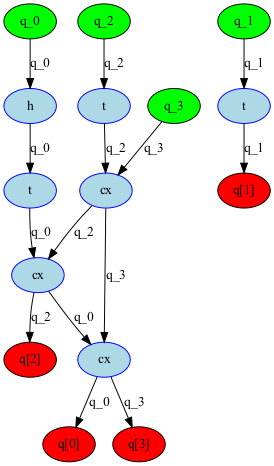 q_0 q_2 q_1
q_0 q_2 q_1
h t q_3 t
q_0 q_2 q_3 q_1
t cx q[1]
q_0 q_2
cx q_3
q_2 q_0
q[2] cx
q_0 q_3
q[0] q[3]